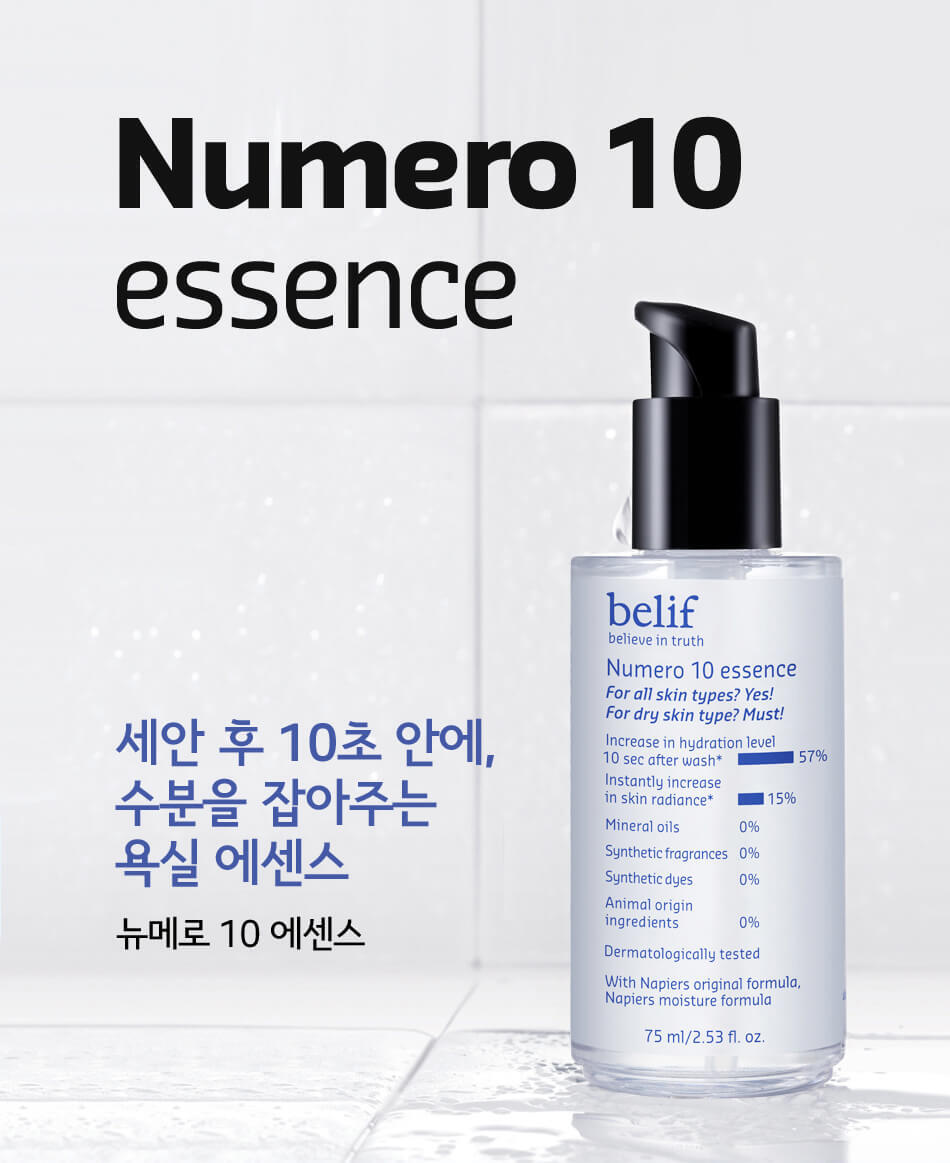 Numero 10
essence
세안 후 10초 안에,
수분을 잡아주는
욕실 에센스
뉴메로 10 에센스
belif
believe in truth
Numero 10 essence
For all skin types? Yes!
For dry skin type? Must!
Increase in hydration level
10 sec after wash* 57%
Instantly increase
in skin radiance* 15%
Mineral oils 0%
Synthetic fragrances 0%
Synthetic dyes 0%
Animal origin
ingredients 0%
Dermatologically tested
With Napiers original formula,
Napiers moisture formula
75 ml/2.53 fl. oz.